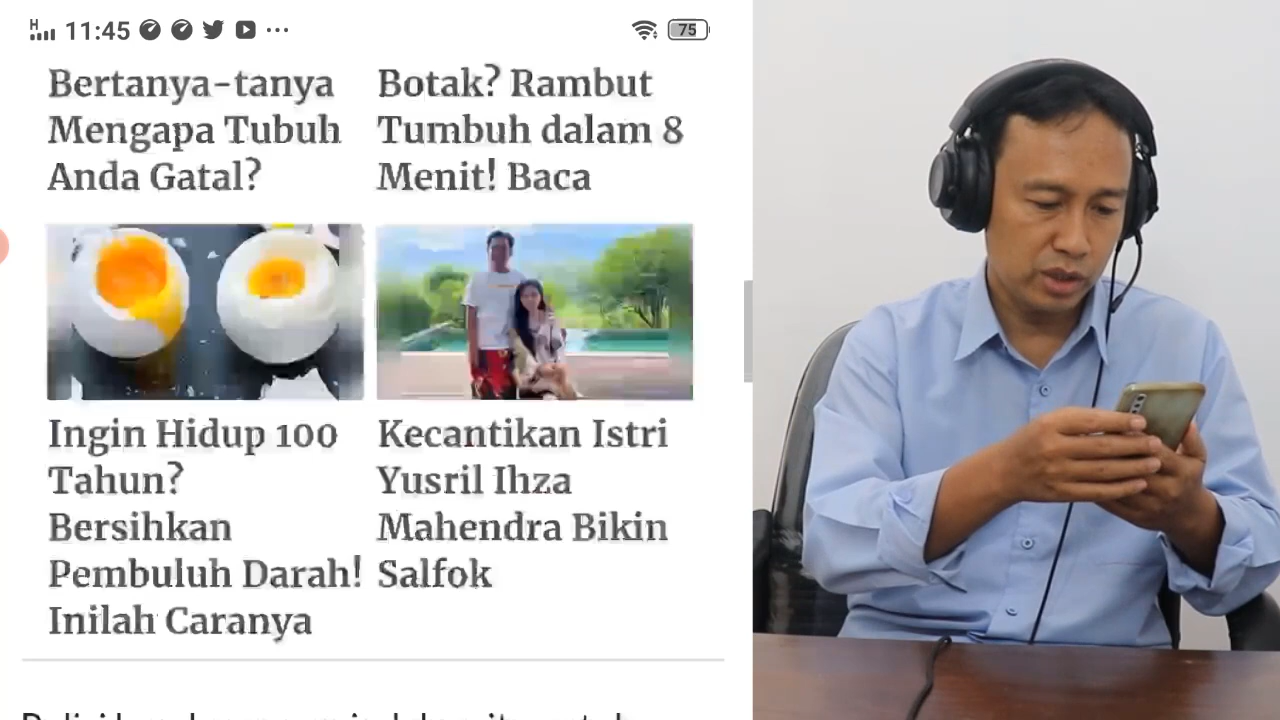 H 11:45 75
Bertanya-tanya
Mengapa Tubuh
Anda Gatal?
Botak? Rambut
Tumbuh dalam 8
Menit! Baca
Ingin Hidup 100
Tahun?
Bersihkan
Pembuluh Darah!
Inilah Caranya
Kecantikan Istri
Yusril Ihza
Mahendra Bikin
Salfok